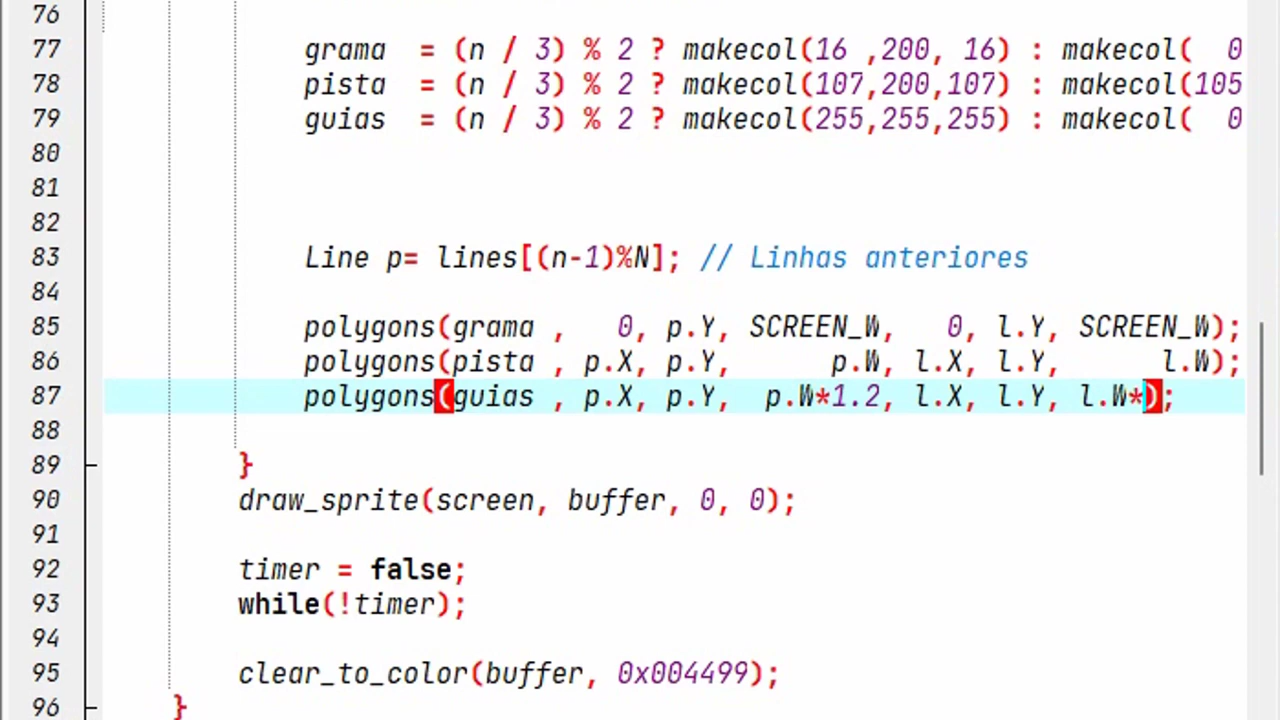 76
77 grama  = (n / 3) % 2 ? makecol(16 ,200, 16) : makecol(  0
78 pista  = (n / 3) % 2 ? makecol(107,200,107) : makecol(105
79 guias  = (n / 3) % 2 ? makecol(255,255,255) : makecol(  0
80
81
82
83 Line p= lines[(n-1)%N]; // Linhas anteriores
84
85 polygons(grama ,   0, p.Y, SCREEN_W,   0, l.Y, SCREEN_W);
86 polygons(pista , p.X, p.Y,      p.W, l.X, l.Y,      l.W);
87 polygons(guias , p.X, p.Y,  p.W*1.2, l.X, l.Y, l.W*);
88
89 }
90 draw_sprite(screen, buffer, 0, 0);
91
92 timer = false;
93 while(!timer);
94
95 clear_to_color(buffer, 0x004499);
96 }